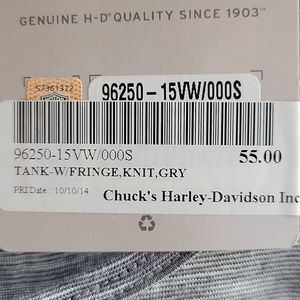 GENUINE H-D® QUALITY SINCE 1903™
S7361372
96250-15VW/000S
96250-15VW/000S 55.00
TANK-W/FRINGE,KNIT,GRY
PRI Date : 10/10/14 Chuck's Harley-Davidson Inc